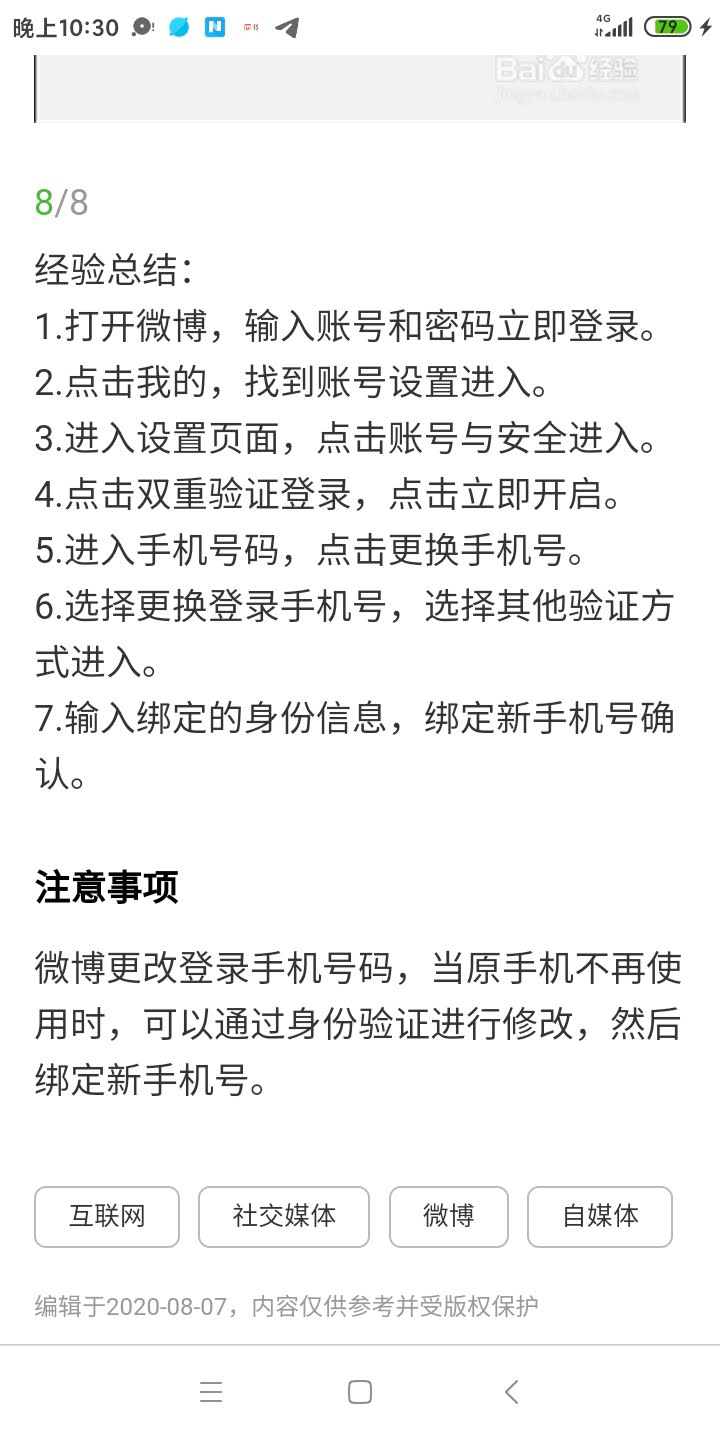 晚上10:30
4G
79
Bai du 经验
jingyan.baidu.com
8/8
经验总结：
1.打开微博，输入账号和密码立即登录。
2.点击我的，找到账号设置进入。
3.进入设置页面，点击账号与安全进入。
4.点击双重验证登录，点击立即开启。
5.进入手机号码，点击更换手机号。
6.选择更换登录手机号，选择其他验证方
式进入。
7.输入绑定的身份信息，绑定新手机号确
认。
注意事项
微博更改登录手机号码，当原手机不再使
用时，可以通过身份验证进行修改，然后
绑定新手机号。
互联网 社交媒体 微博 自媒体
编辑于2020-08-07，内容仅供参考并受版权保护